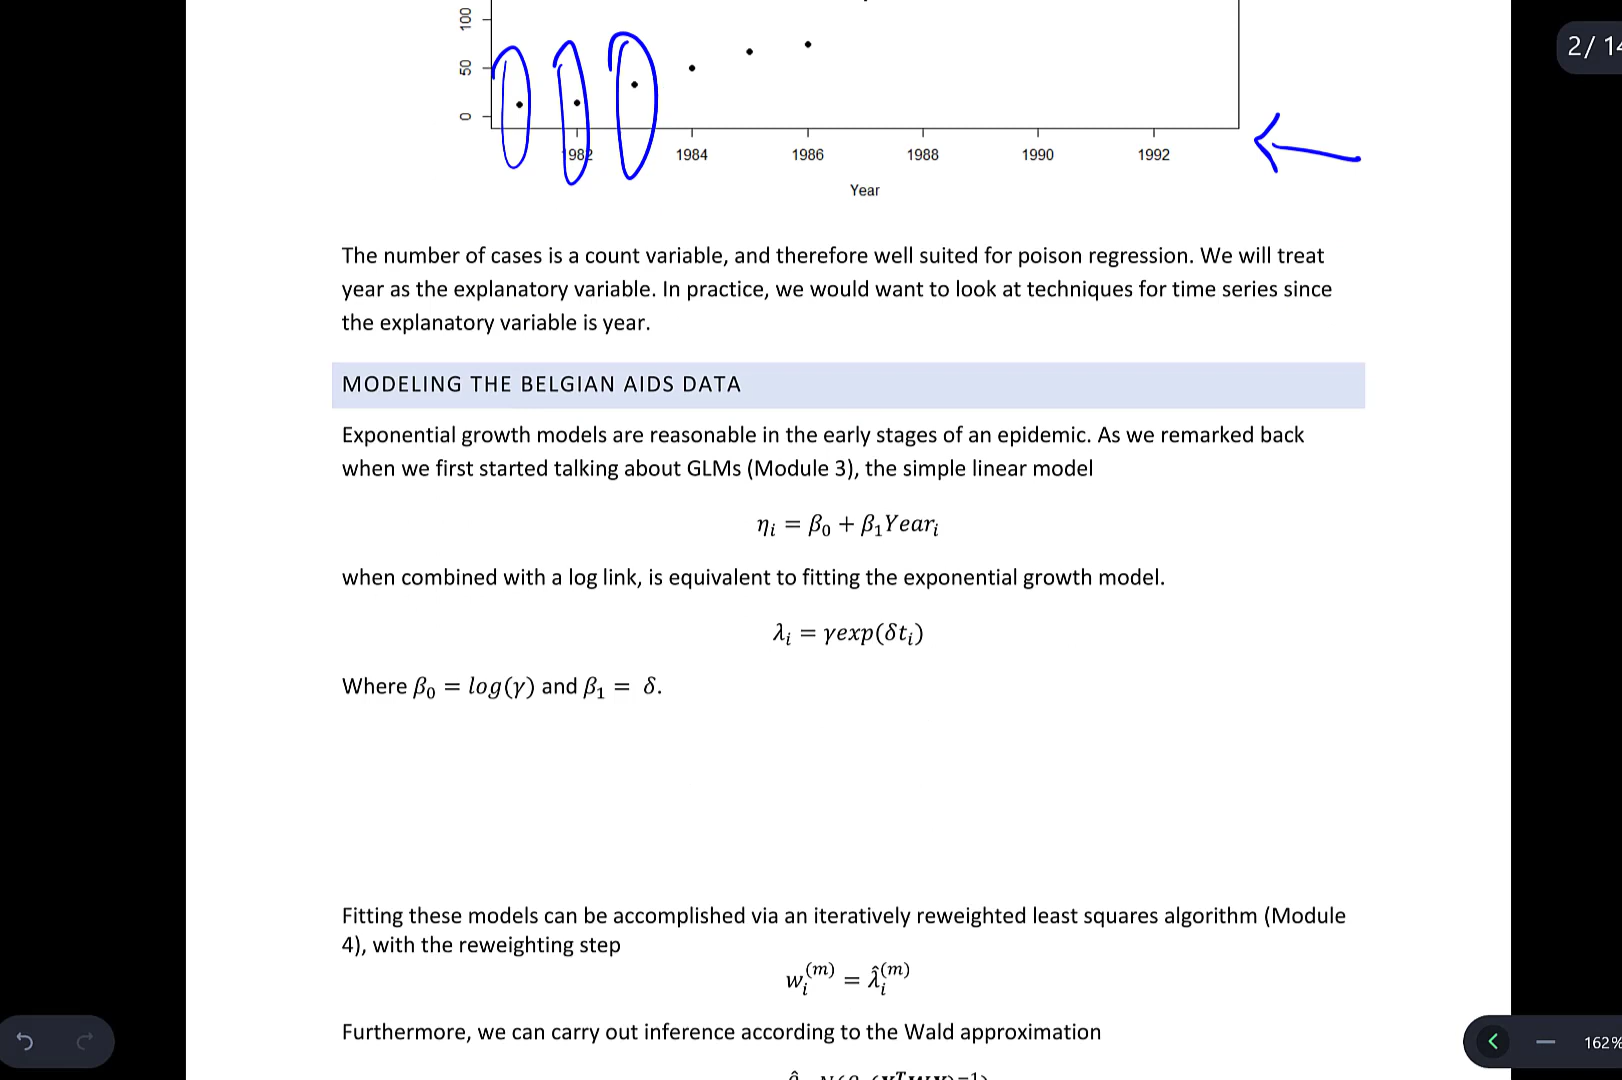 100
50
0
1982
1984
1986
1988
1990
1992
Year
2/ 14
The number of cases is a count variable, and therefore well suited for poison regression. We will treat
year as the explanatory variable. In practice, we would want to look at techniques for time series since
the explanatory variable is year.
MODELING THE BELGIAN AIDS DATA
Exponential growth models are reasonable in the early stages of an epidemic. As we remarked back
when we first started talking about GLMs (Module 3), the simple linear model
ηᵢ = β₀ + β₁Yearᵢ
when combined with a log link, is equivalent to fitting the exponential growth model.
λᵢ = γexp(δtᵢ)
Where β₀ = log(γ) and β₁ = δ.
Fitting these models can be accomplished via an iteratively reweighted least squares algorithm (Module
4), with the reweighting step
wᵢ^(m) = λ̂ᵢ^(m)
Furthermore, we can carry out inference according to the Wald approximation
162%